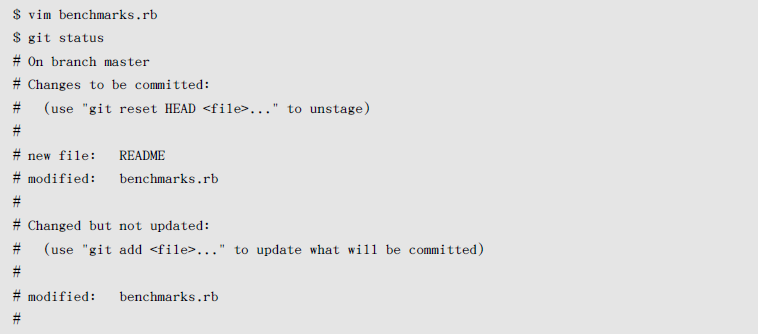 $ vim benchmarks.rb
$ git status
# On branch master
# Changes to be committed:
#   (use "git reset HEAD <file>..." to unstage)
#
# new file:   README
# modified:   benchmarks.rb
#
# Changed but not updated:
#   (use "git add <file>..." to update what will be committed)
#
# modified:   benchmarks.rb
#